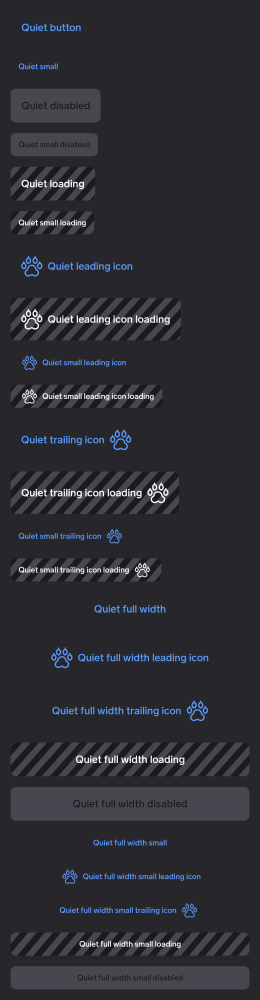 Quiet button
Quiet small
Quiet disabled
Quiet small disabled
Quiet loading
Quiet small loading
Quiet leading icon
Quiet leading icon loading
Quiet small leading icon
Quiet small leading icon loading
Quiet trailing icon
Quiet trailing icon loading
Quiet small trailing icon
Quiet small trailing icon loading
Quiet full width
Quiet full width leading icon
Quiet full width trailing icon
Quiet full width loading
Quiet full width disabled
Quiet full width small
Quiet full width small leading icon
Quiet full width small trailing icon
Quiet full width small loading
Quiet full width small disabled